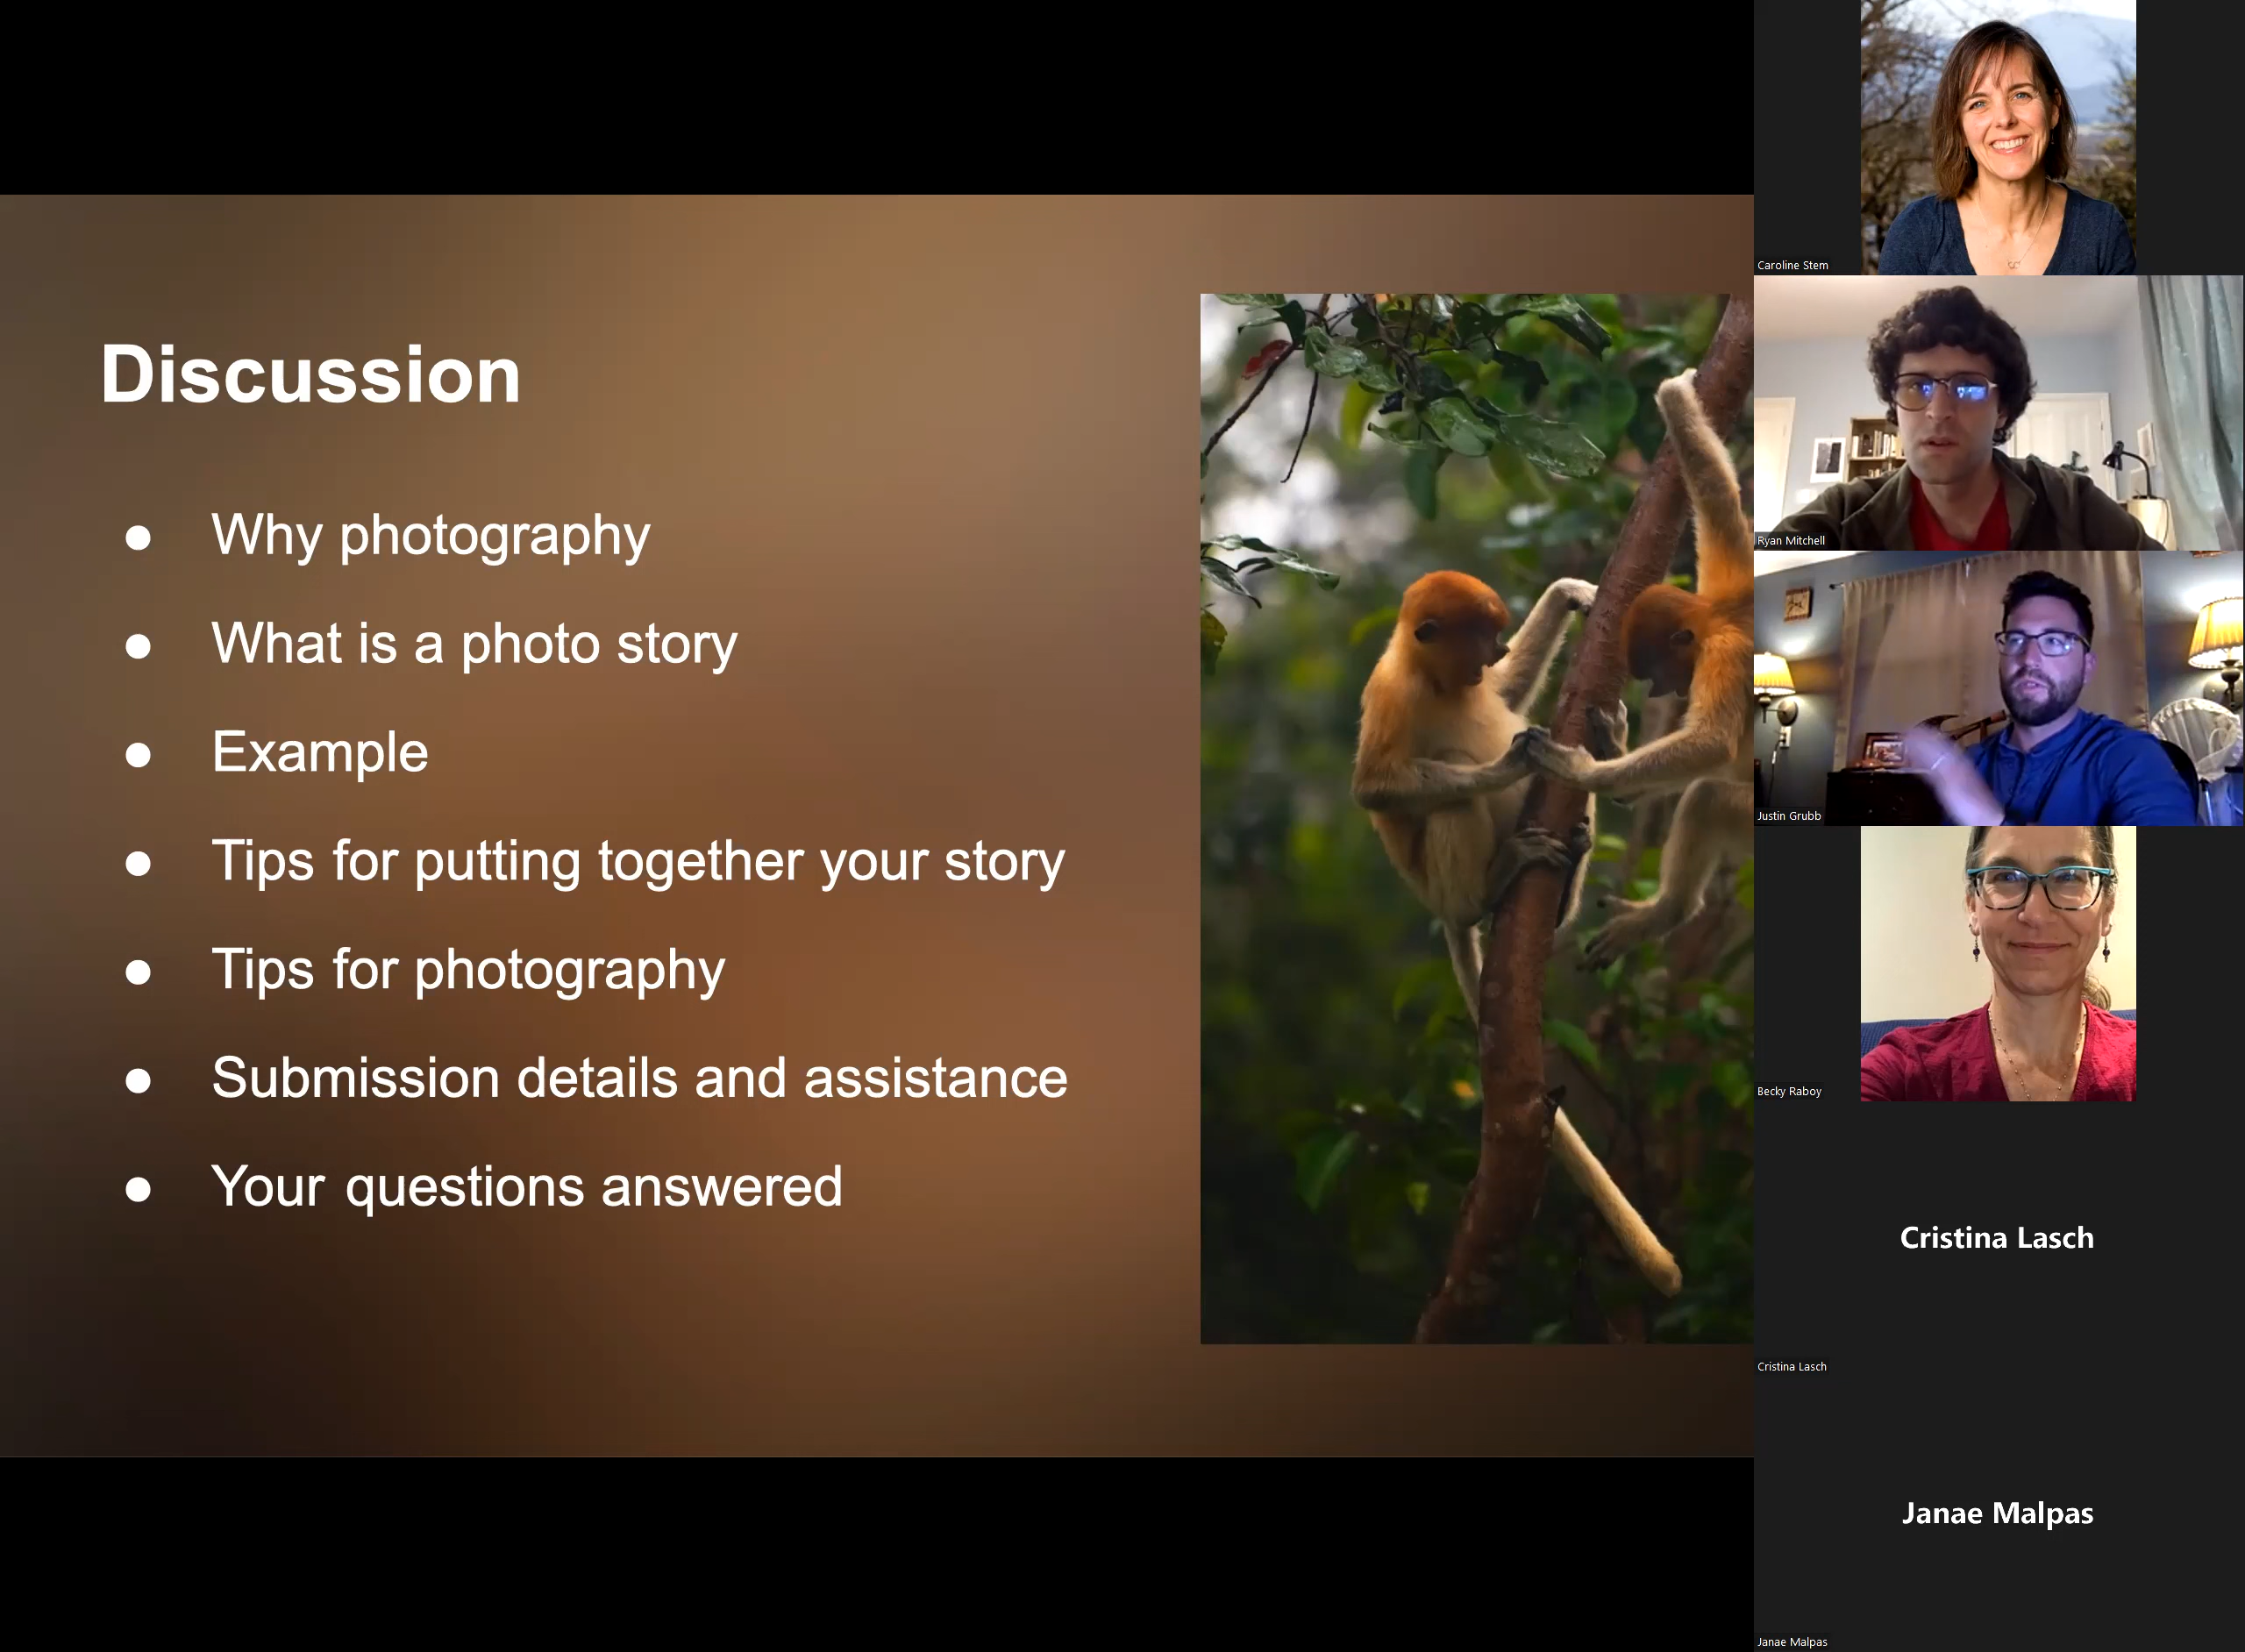 Discussion
● Why photography
● What is a photo story
● Example
● Tips for putting together your story
● Tips for photography
● Submission details and assistance
● Your questions answered
Caroline Stem
Ryan Mitchell
Justin Grubb
Becky Raboy
Cristina Lasch
Cristina Lasch
Janae Malpas
Janae Malpas